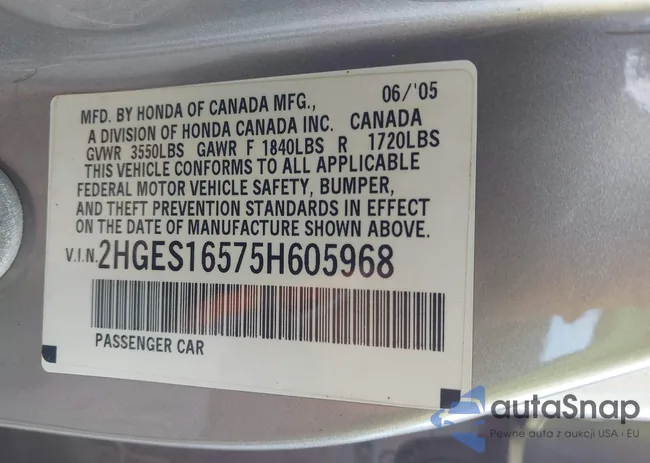 06/'05
MFD. BY HONDA OF CANADA MFG.,
A DIVISION OF HONDA CANADA INC. CANADA
GVWR 3550LBS GAWR F 1840LBS R 1720LBS
THIS VEHICLE CONFORMS TO ALL APPLICABLE
FEDERAL MOTOR VEHICLE SAFETY, BUMPER,
AND THEFT PREVENTION STANDARDS IN EFFECT
ON THE DATE OF MANUFACTURE SHOWN ABOVE.
V.I.N. 2HGES16575H605968
PASSENGER CAR
autaSnap
Pewne auta z aukcji USA i EU